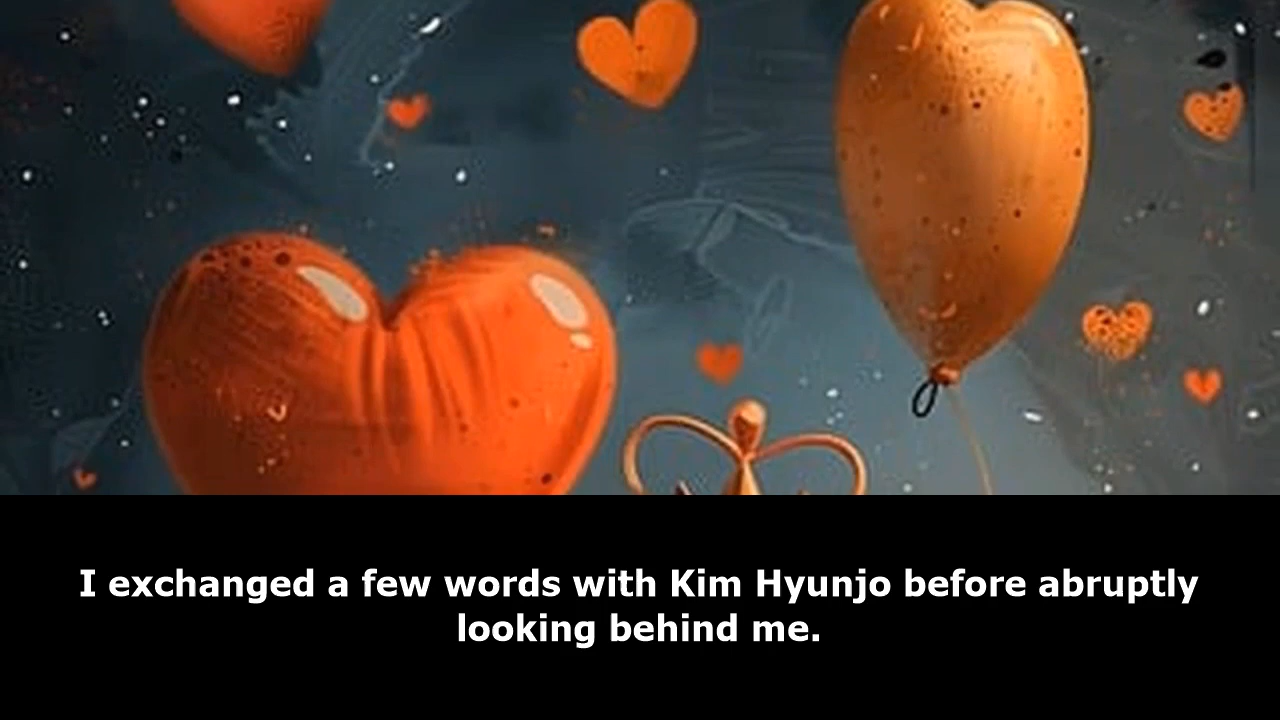 I exchanged a few words with Kim Hyunjo before abruptly
looking behind me.